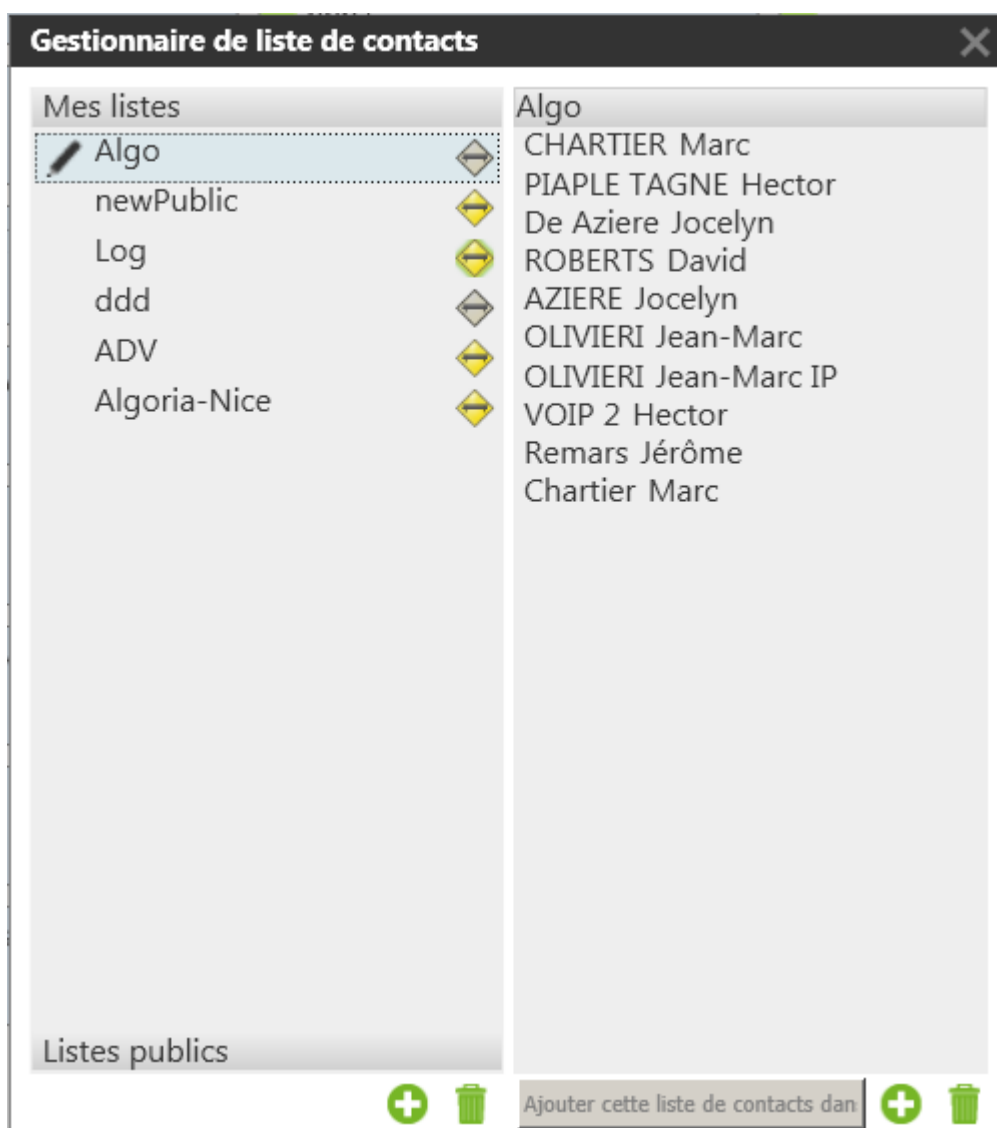 Gestionnaire de liste de contacts
Mes listes
Algo
newPublic
Log
ddd
ADV
Algoria-Nice
Listes publics
Algo
CHARTIER Marc
PIAPLE TAGNE Hector
De Aziere Jocelyn
ROBERTS David
AZIERE Jocelyn
OLIVIERI Jean-Marc
OLIVIERI Jean-Marc IP
VOIP 2 Hector
Remars Jérôme
Chartier Marc
Ajouter cette liste de contacts dan